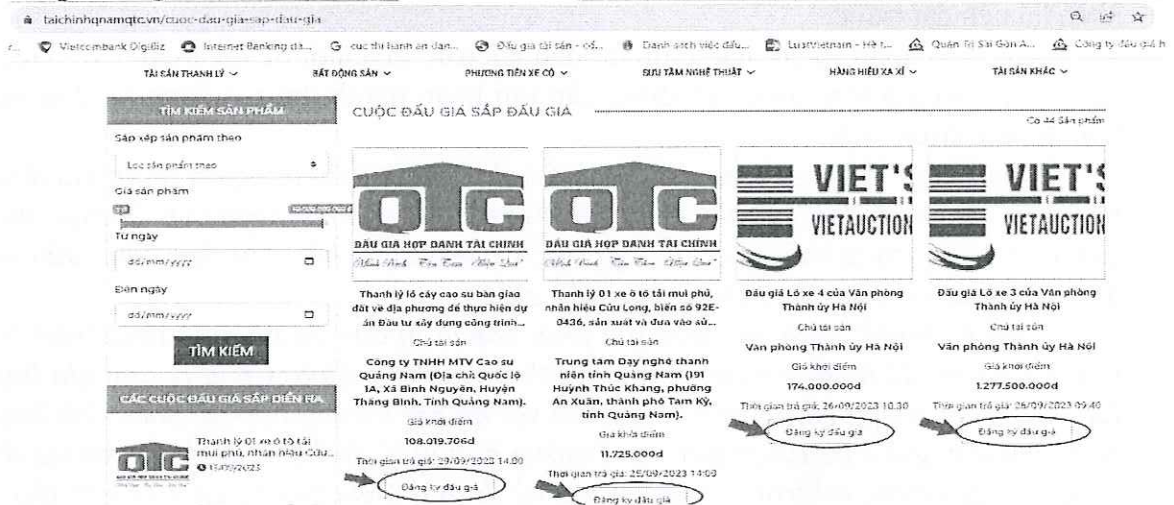 taichinhqnamqtc.vn/cuoc-dau-gia-sap-dau-gia
Vietcombank DigiBiz
Internet Banking dà...
cuc thi hanh an dan...
Đấu giá tài sản - cổ...
Danh sách việc đấu...
LuatVietnam - Hệ t...
Quản Trị Sài Gòn A...
Công ty đấu giá h
TÀI SẢN THANH LÝ
BẤT ĐỘNG SẢN
PHƯƠNG TIỆN XE CỘ
SƯU TẦM NGHỆ THUẬT
HÀNG HIỆU XA XỈ
TÀI SẢN KHÁC
TÌM KIẾM SẢN PHẨM
Sắp xếp sản phẩm theo
Lọc sản phẩm theo
Giá sản phẩm
Từ ngày
dd/mm/yyyy
Đến ngày
dd/mm/yyyy
TÌM KIẾM
CÁC CUỘC ĐẤU GIÁ SẮP DIỄN RA
Thanh lý 01 xe ô tô tải
mui phủ, nhãn hiệu Cửu...
CUỘC ĐẤU GIÁ SẮP ĐẤU GIÁ
Có 44 Sản phẩm
QTC
ĐẤU GIÁ HỢP DANH TÀI CHÍNH
Thanh lý lô cây cao su bàn giao
đất về địa phương để thực hiện dự
án Đầu tư xây dựng công trình...
Chủ tài sản
Công ty TNHH MTV Cao su
Quảng Nam (Địa chỉ: Quốc lộ
1A, Xã Bình Nguyên, Huyện
Thăng Bình, Tỉnh Quảng Nam).
Giá khởi điểm
108.019.706đ
Thời gian trả giá: 29/09/2023 14:00
Đăng ký đấu giá
QTC
ĐẤU GIÁ HỢP DANH TÀI CHÍNH
Thanh lý 01 xe ô tô tải mui phủ,
nhãn hiệu Cửu Long, biển số 92E-
0436, sản xuất và đưa vào sử...
Chủ tài sản
Trung tâm Dạy nghề thanh
niên tỉnh Quảng Nam (191
Huỳnh Thúc Kháng, phường
An Xuân, thành phố Tam Kỳ,
tỉnh Quảng Nam).
Giá khởi điểm
11.725.000đ
Thời gian trả giá: 25/09/2023 14:00
Đăng ký đấu giá
VIET'S
VIETAUCTION
Đấu giá Lô xe 4 của Văn phòng
Thành ủy Hà Nội
Chủ tài sản
Văn phòng Thành ủy Hà Nội
Giá khởi điểm
174.000.000đ
Thời gian trả giá: 26/09/2023 10:30
Đăng ký đấu giá
VIET'S
VIETAUCTION
Đấu giá Lô xe 3 của Văn phòng
Thành ủy Hà Nội
Chủ tài sản
Văn phòng Thành ủy Hà Nội
Giá khởi điểm
1.277.500.000đ
Thời gian trả giá: 26/09/2023 09:40
Đăng ký đấu giá